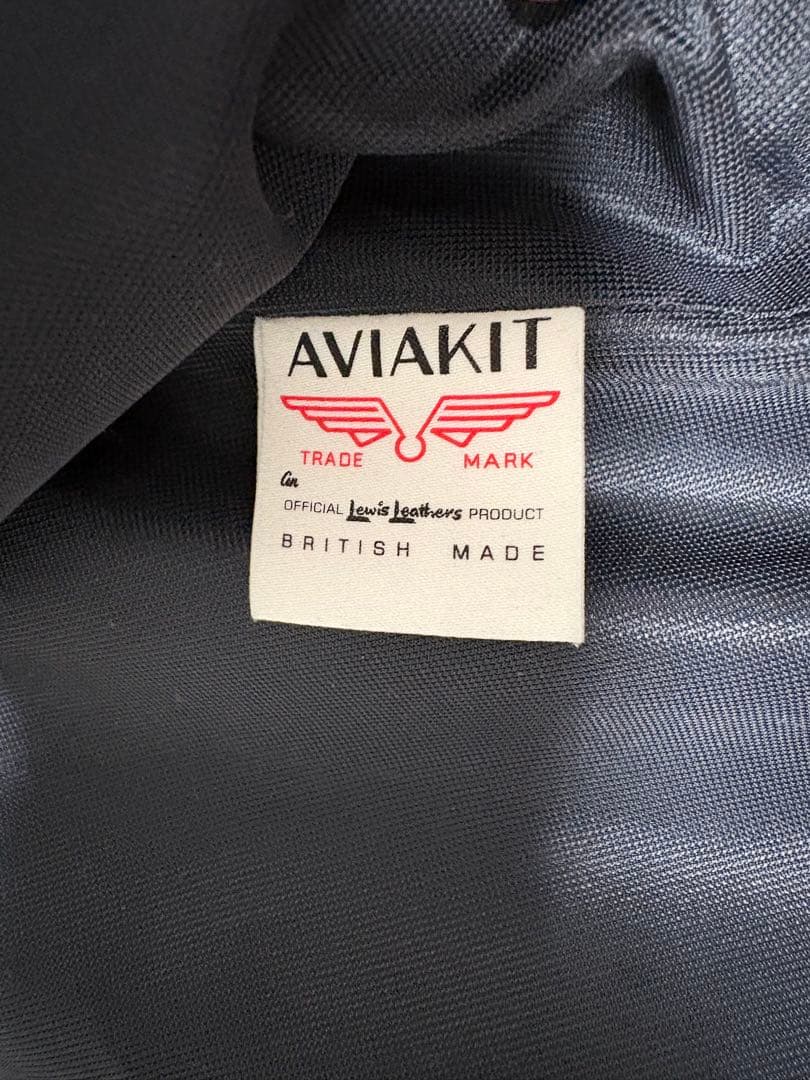 AVIAKIT
TRADE MARK
An
OFFICIAL Lewis Leathers PRODUCT
BRITISH MADE